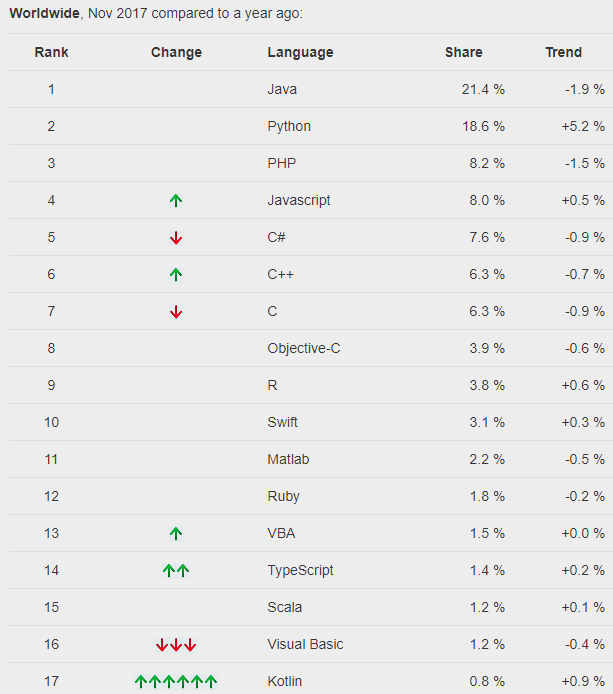 Worldwide, Nov 2017 compared to a year ago:
Rank Change Language Share Trend
1 Java 21.4 % -1.9 %
2 Python 18.6 % +5.2 %
3 PHP 8.2 % -1.5 %
4 ↑ Javascript 8.0 % +0.5 %
5 ↓ C# 7.6 % -0.9 %
6 ↑ C++ 6.3 % -0.7 %
7 ↓ C 6.3 % -0.9 %
8 Objective-C 3.9 % -0.6 %
9 R 3.8 % +0.6 %
10 Swift 3.1 % +0.3 %
11 Matlab 2.2 % -0.5 %
12 Ruby 1.8 % -0.2 %
13 ↑ VBA 1.5 % +0.0 %
14 ↑↑ TypeScript 1.4 % +0.2 %
15 Scala 1.2 % +0.1 %
16 ↓↓↓ Visual Basic 1.2 % -0.4 %
17 ↑↑↑↑↑↑ Kotlin 0.8 % +0.9 %